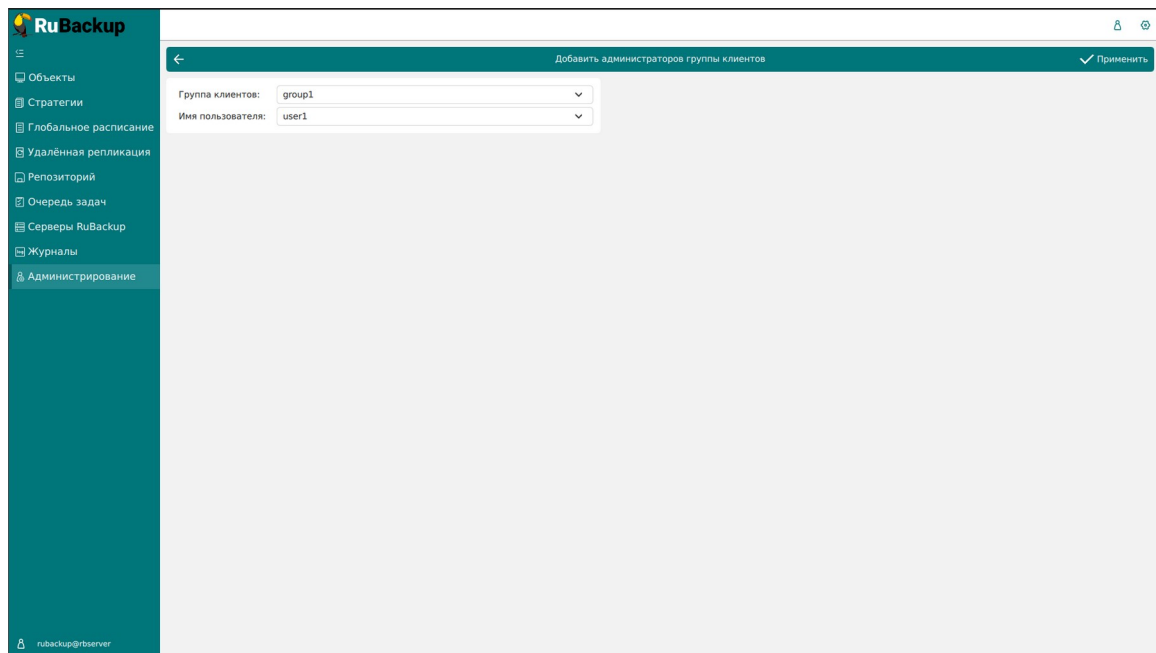 RuBackup
Добавить администраторов группы клиентов
Применить
Объекты
Стратегии
Глобальное расписание
Удалённая репликация
Репозиторий
Очередь задач
Серверы RuBackup
Журналы
Администрирование
Группа клиентов: group1
Имя пользователя: user1
rubackup@rbserver